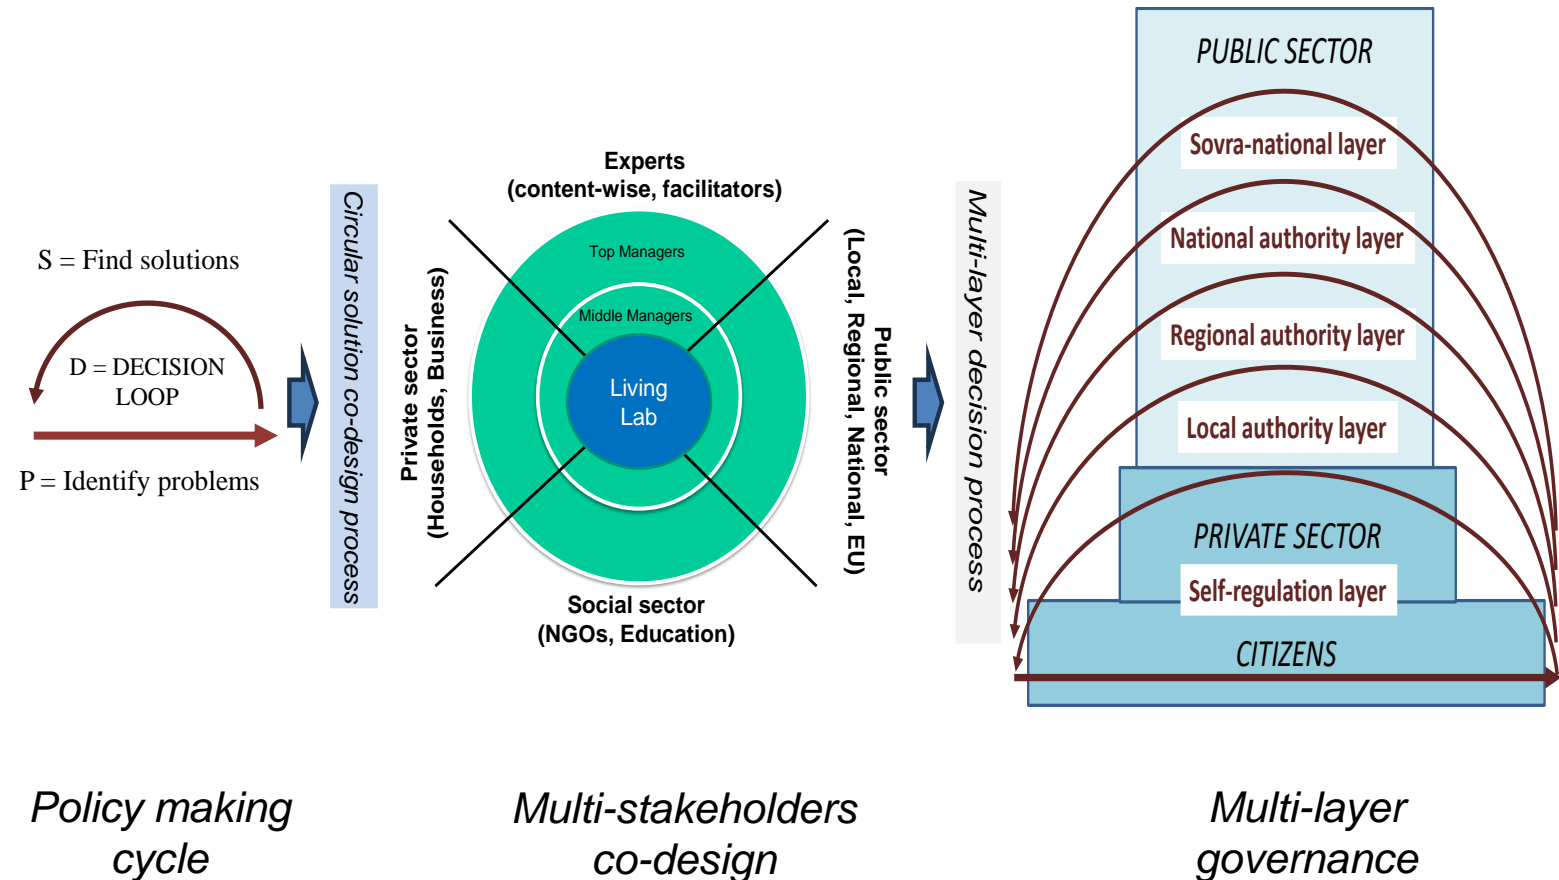 S = Find solutions
D = DECISION
LOOP
P = Identify problems
Circular solution co-design process
Experts
(content-wise, facilitators)
Top Managers
Middle Managers
Living
Lab
Private sector
(Households, Business)
Public sector
(Local, Regional, National, EU)
Social sector
(NGOs, Education)
Multi-layer decision process
PUBLIC SECTOR
Sovra-national layer
National authority layer
Regional authority layer
Local authority layer
PRIVATE SECTOR
Self-regulation layer
CITIZENS
Policy making
cycle
Multi-stakeholders
co-design
Multi-layer
governance